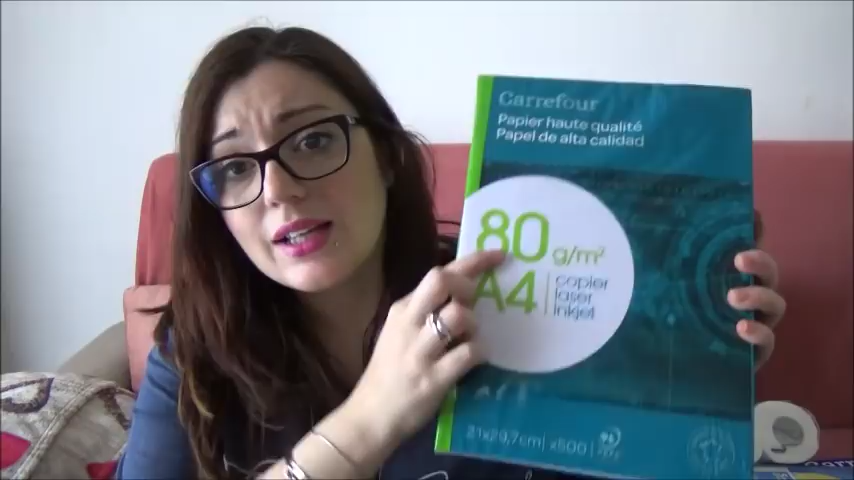 Carrefour
Papier haute qualité
Papel de alta calidad
80 g/m²
A4
copier
laser
inkjet
21x29,7cm x500